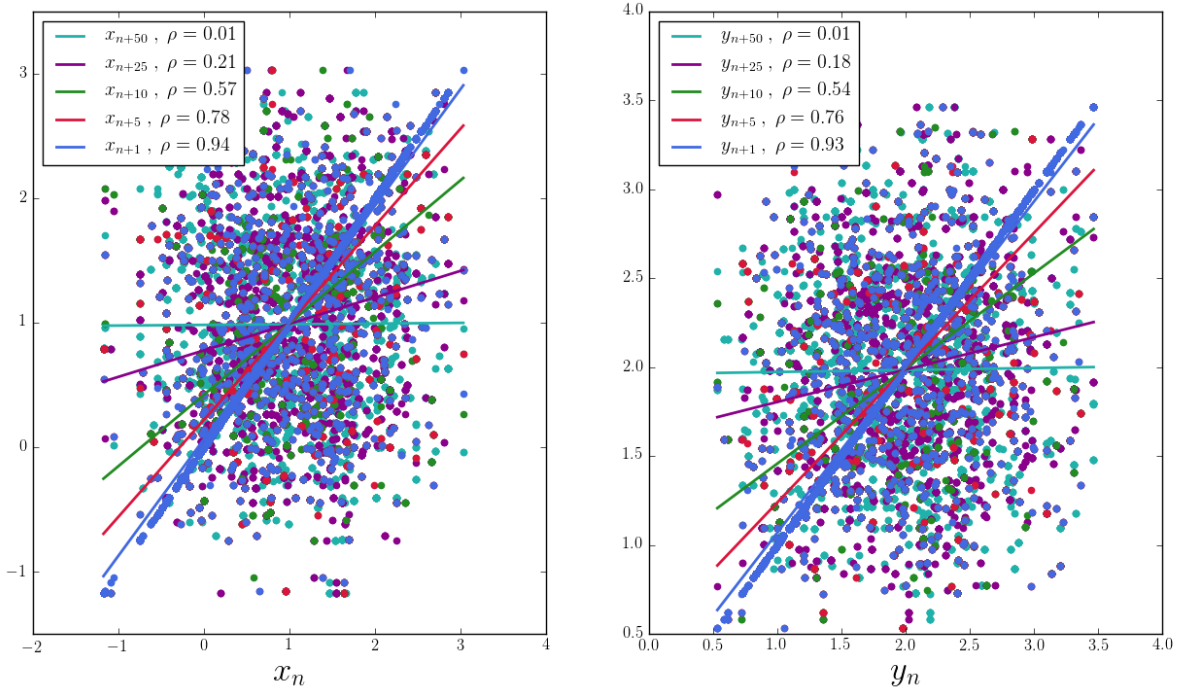 x_{n+50} , ρ = 0.01
x_{n+25} , ρ = 0.21
x_{n+10} , ρ = 0.57
x_{n+5} , ρ = 0.78
x_{n+1} , ρ = 0.94
3
2
1
0
−1
−2
−1
0
1
2
3
4
x_n
y_{n+50} , ρ = 0.01
y_{n+25} , ρ = 0.18
y_{n+10} , ρ = 0.54
y_{n+5} , ρ = 0.76
y_{n+1} , ρ = 0.93
4.0
3.5
3.0
2.5
2.0
1.5
1.0
0.5
0.0
0.5
1.0
1.5
2.0
2.5
3.0
3.5
4.0
y_n